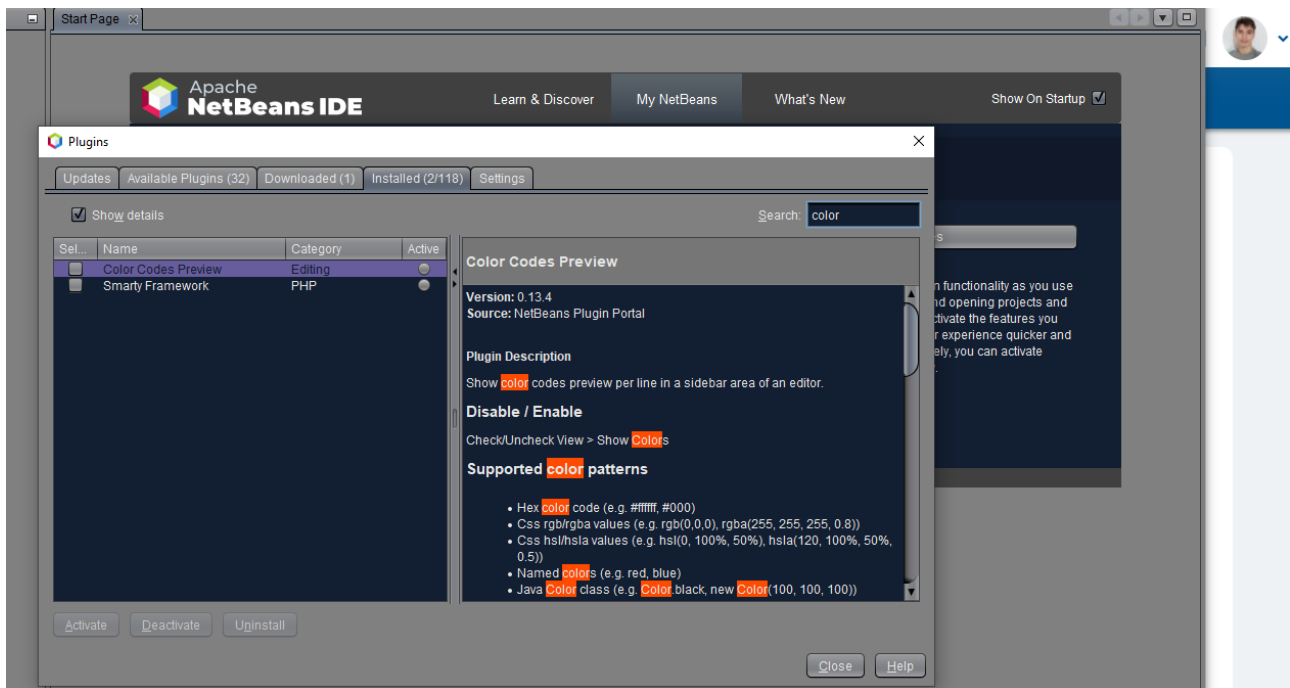 Start Page
Apache
NetBeans IDE
Learn & Discover
My NetBeans
What's New
Show On Startup
Plugins
Updates
Available Plugins (32)
Downloaded (1)
Installed (2/118)
Settings
Show details
Search:
color
Sel...
Name
Category
Active
Color Codes Preview
Editing
Smarty Framework
PHP
Color Codes Preview
Version: 0.13.4
Source: NetBeans Plugin Portal
Plugin Description
Show color codes preview per line in a sidebar area of an editor.
Disable / Enable
Check/Uncheck View > Show Colors
Supported color patterns
Hex color code (e.g. #ffffff, #000)
Css rgb/rgba values (e.g. rgb(0,0,0), rgba(255, 255, 255, 0.8))
Css hsl/hsla values (e.g. hsl(0, 100%, 50%), hsla(120, 100%, 50%,
0.5))
Named colors (e.g. red, blue)
Java Color class (e.g. Color.black, new Color(100, 100, 100))
functionality as you use
opening projects and
the features you
experience quicker and
you can activate
Activate
Deactivate
Uninstall
Close
Help